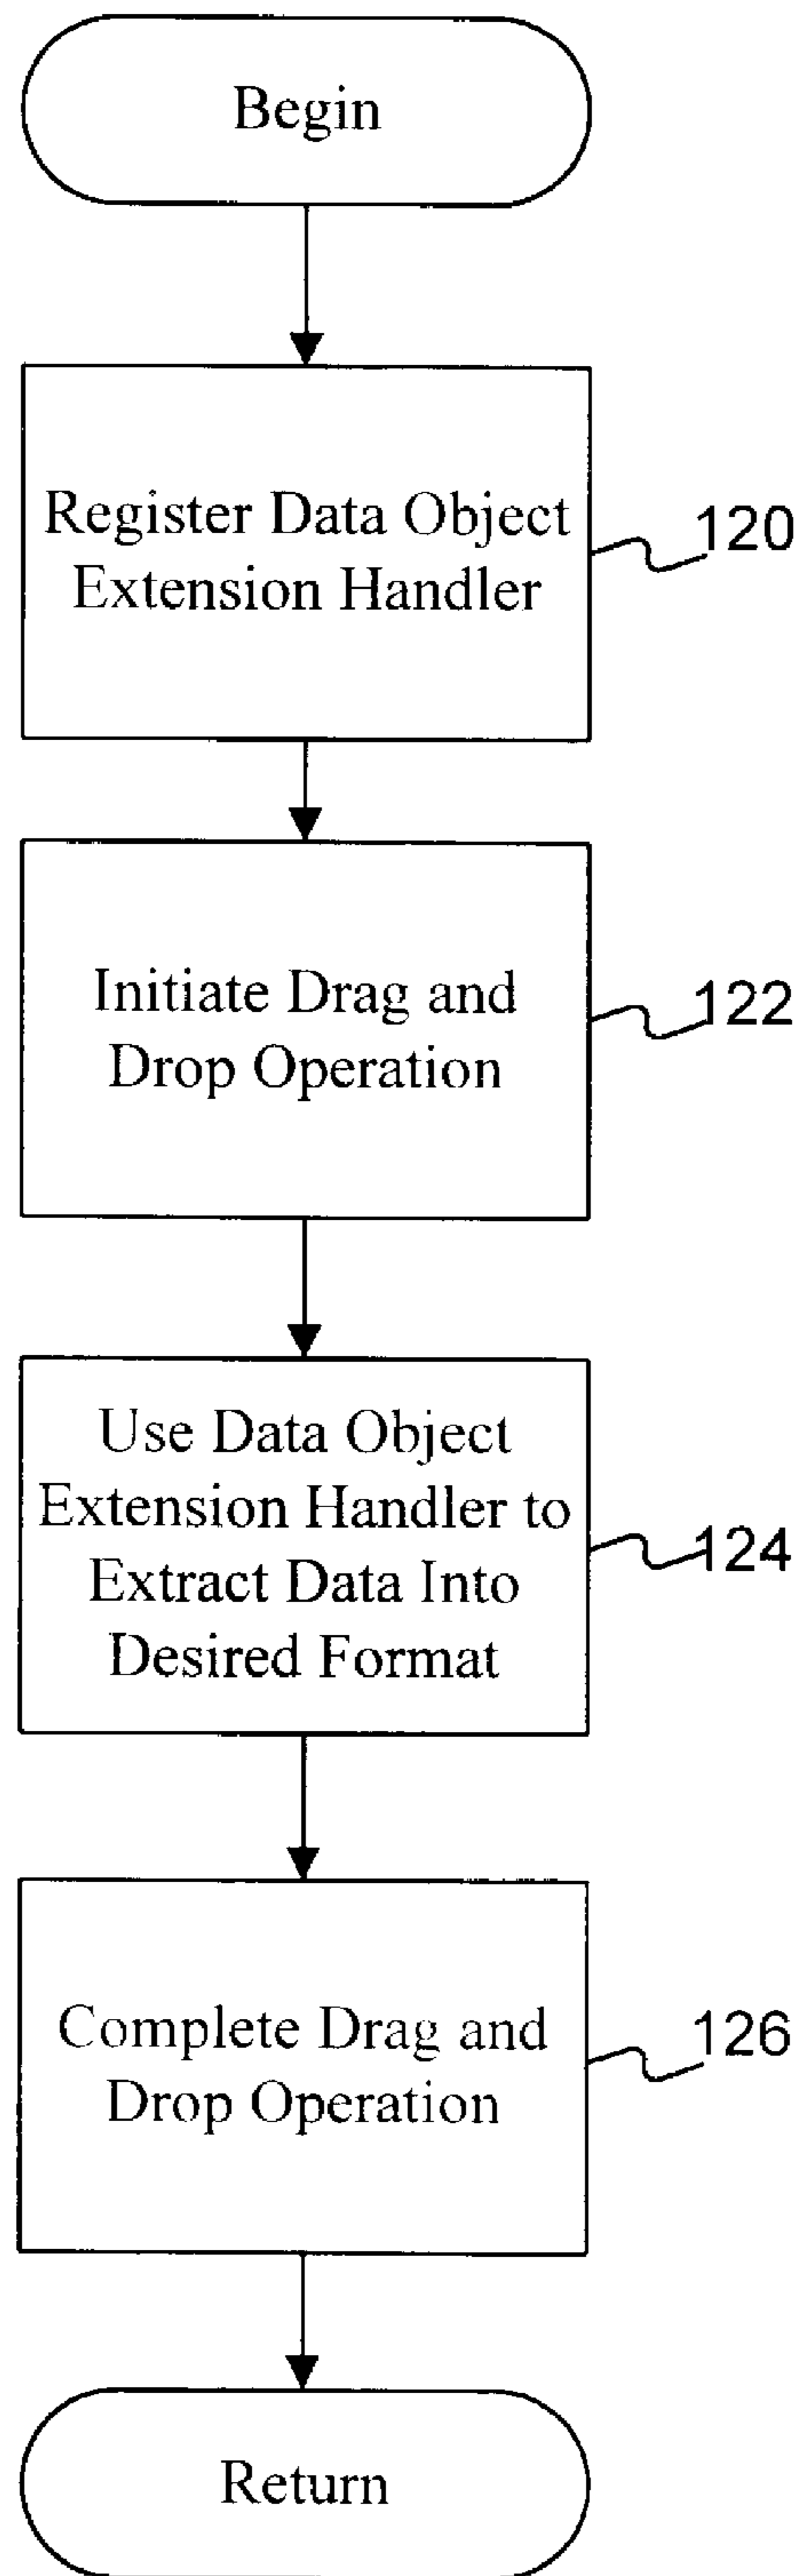 Begin
Register Data Object
Extension Handler
120
Initiate Drag and
Drop Operation
122
Use Data Object
Extension Handler to
Extract Data Into
Desired Format
124
Complete Drag and
Drop Operation
126
Return